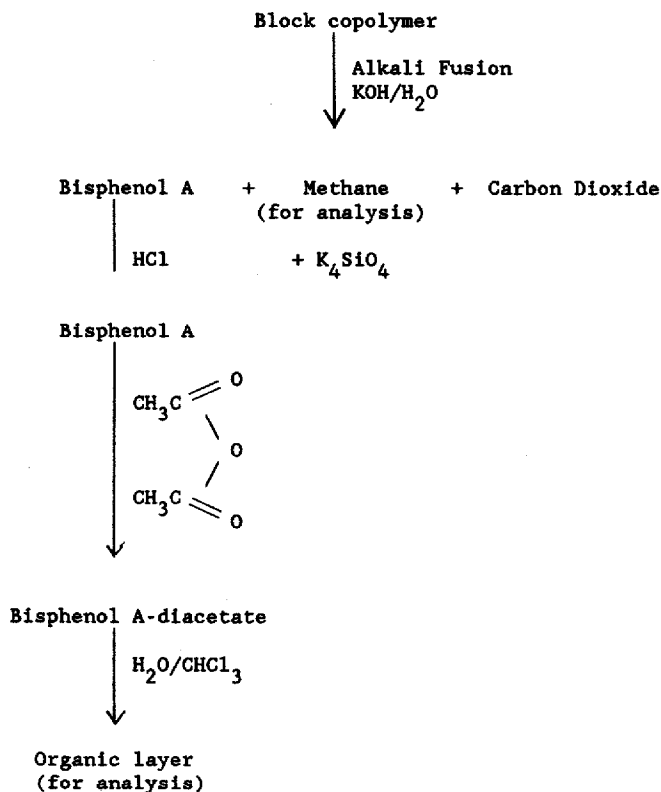 Block copolymer
Alkali Fusion
KOH/H2O
Bisphenol A + Methane + Carbon Dioxide
(for analysis)
HCl + K4SiO4
Bisphenol A
CH3C O
O
CH3C O
Bisphenol A-diacetate
H2O/CHCl3
Organic layer
(for analysis)